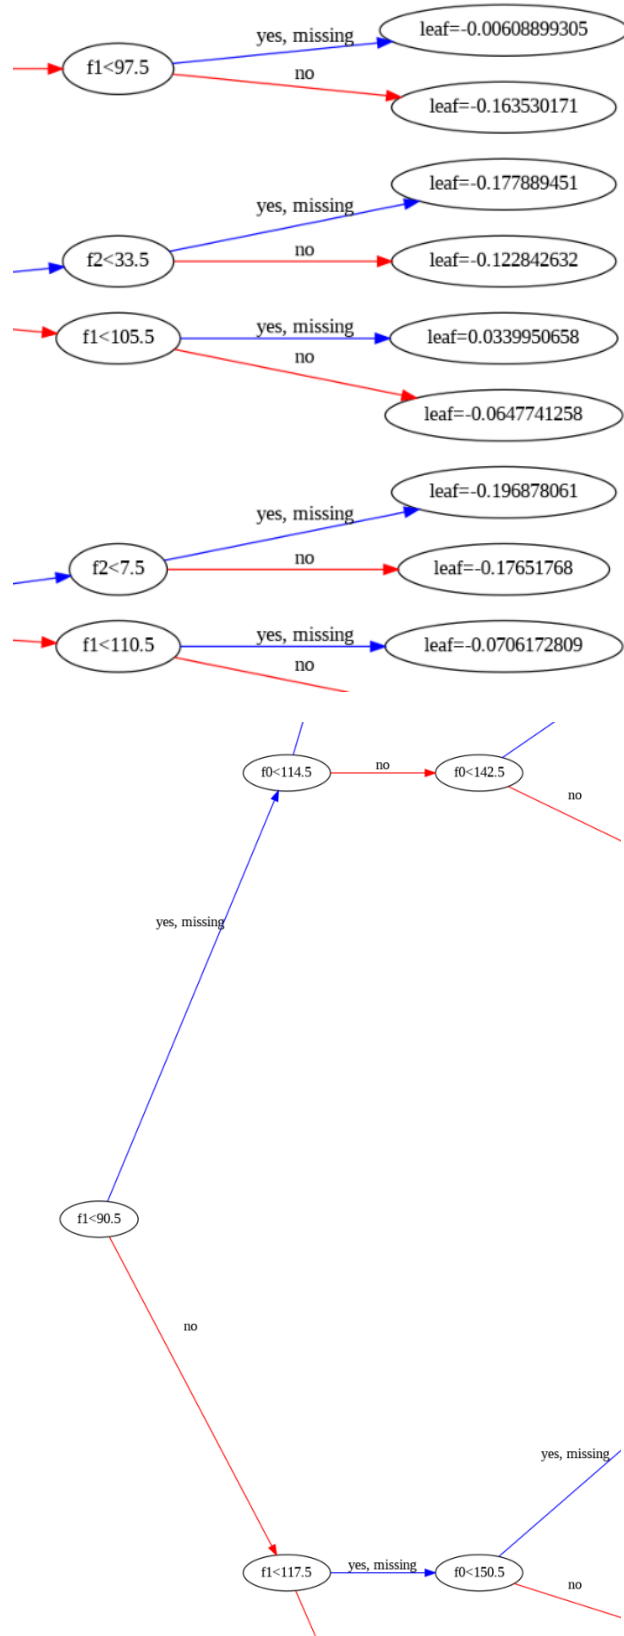 yes, missing
leaf=-0.00608899305
f1<97.5
no
leaf=-0.163530171
leaf=-0.177889451
yes, missing
f2<33.5
no
leaf=-0.122842632
f1<105.5
yes, missing
leaf=0.0339950658
no
leaf=-0.0647741258
leaf=-0.196878061
yes, missing
f2<7.5
no
leaf=-0.17651768
f1<110.5
yes, missing
leaf=-0.0706172809
no
f0<114.5
no
f0<142.5
no
yes, missing
f1<90.5
no
yes, missing
f1<117.5
yes, missing
f0<150.5
no